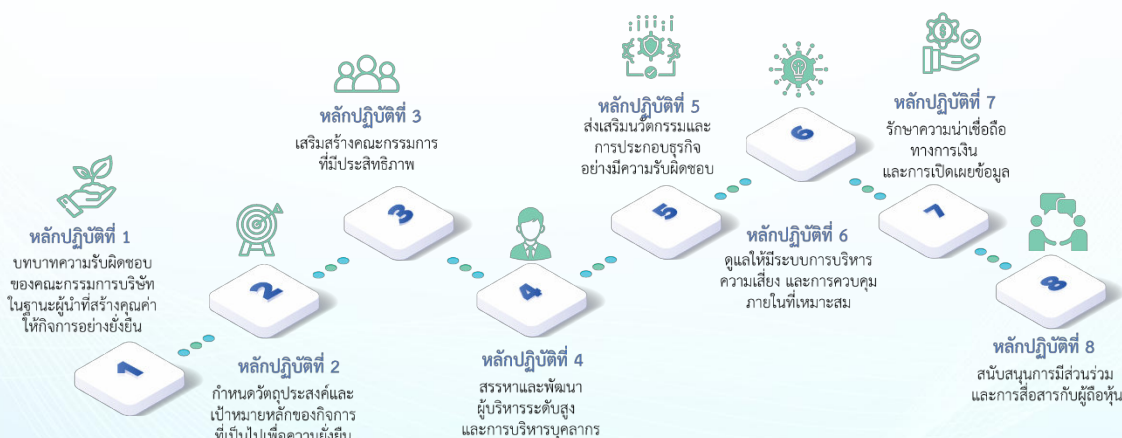 หลักปฏิบัติที่ 1
บทบาทความรับผิดชอบ
ของคณะกรรมการบริษัท
ในฐานะผู้นำที่สร้างคุณค่า
ให้กิจการอย่างยั่งยืน
1
2
หลักปฏิบัติที่ 2
กำหนดวัตถุประสงค์และ
เป้าหมายหลักของกิจการ
ที่เป็นไปเพื่อความยั่งยืน
หลักปฏิบัติที่ 3
เสริมสร้างคณะกรรมการ
ที่มีประสิทธิภาพ
3
4
หลักปฏิบัติที่ 4
สรรหาและพัฒนา
ผู้บริหารระดับสูง
และการบริหารบุคลากร
หลักปฏิบัติที่ 5
ส่งเสริมนวัตกรรมและ
การประกอบธุรกิจ
อย่างมีความรับผิดชอบ
5
6
หลักปฏิบัติที่ 6
ดูแลให้มีระบบการบริหาร
ความเสี่ยง และการควบคุม
ภายในที่เหมาะสม
หลักปฏิบัติที่ 7
รักษาความน่าเชื่อถือ
ทางการเงิน
และการเปิดเผยข้อมูล
7
8
หลักปฏิบัติที่ 8
สนับสนุนการมีส่วนร่วม
และการสื่อสารกับผู้ถือหุ้น